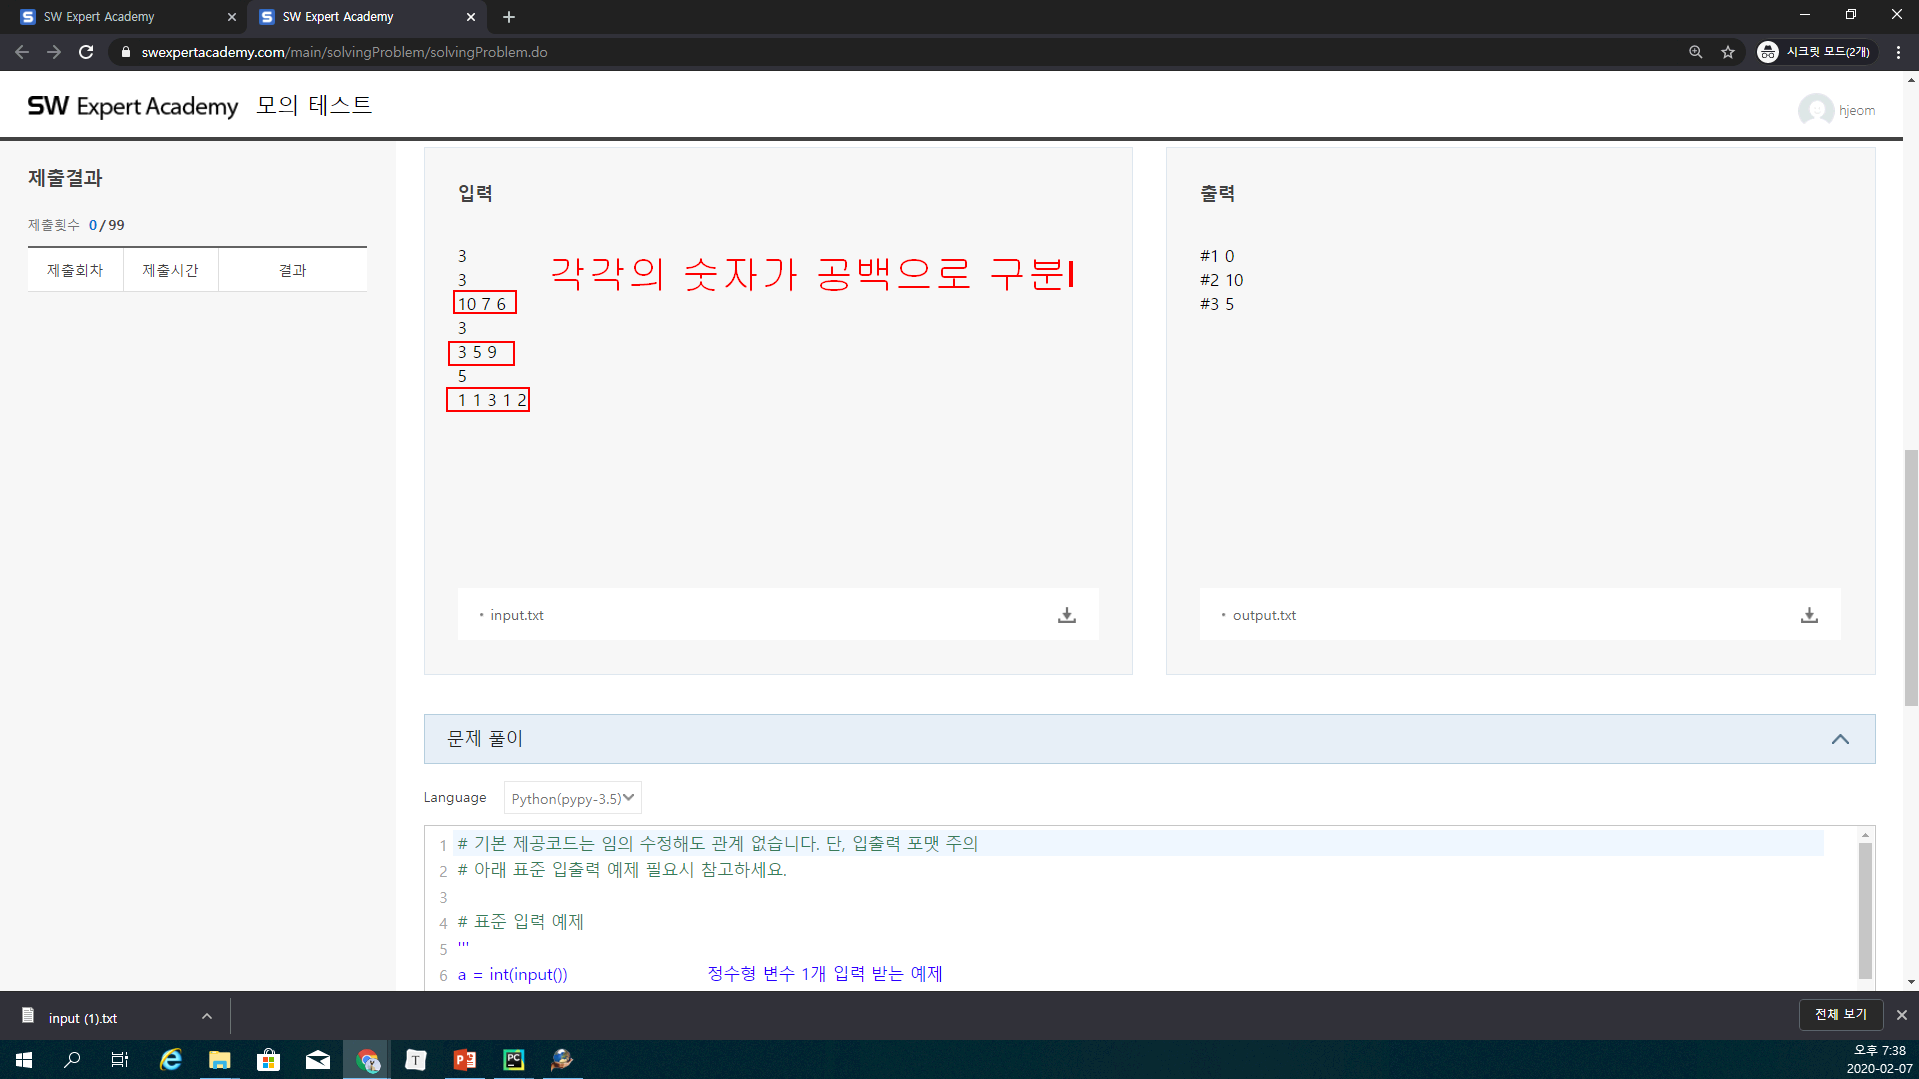 SW Expert Academy
SW Expert Academy
swexpertacademy.com/main/solvingProblem/solvingProblem.do
시크릿 모드(2개)
SW Expert Academy 모의 테스트
hjeom
제출결과
제출횟수 0/99
제출회차 제출시간 결과
입력
3
3
10 7 6
3
3 5 9
5
1 1 3 1 2
각각의 숫자가 공백으로 구분
출력
#1 0
#2 10
#3 5
input.txt
output.txt
문제 풀이
Language Python(pypy-3.5)
1 # 기본 제공코드는 임의 수정해도 관계 없습니다. 단, 입출력 포맷 주의
2 # 아래 표준 입출력 예제 필요시 참고하세요.
3
4 # 표준 입력 예제
5 '''
6 a = int(input()) 정수형 변수 1개 입력 받는 예제
input (1).txt
전체 보기
오후 7:38
2020-02-07